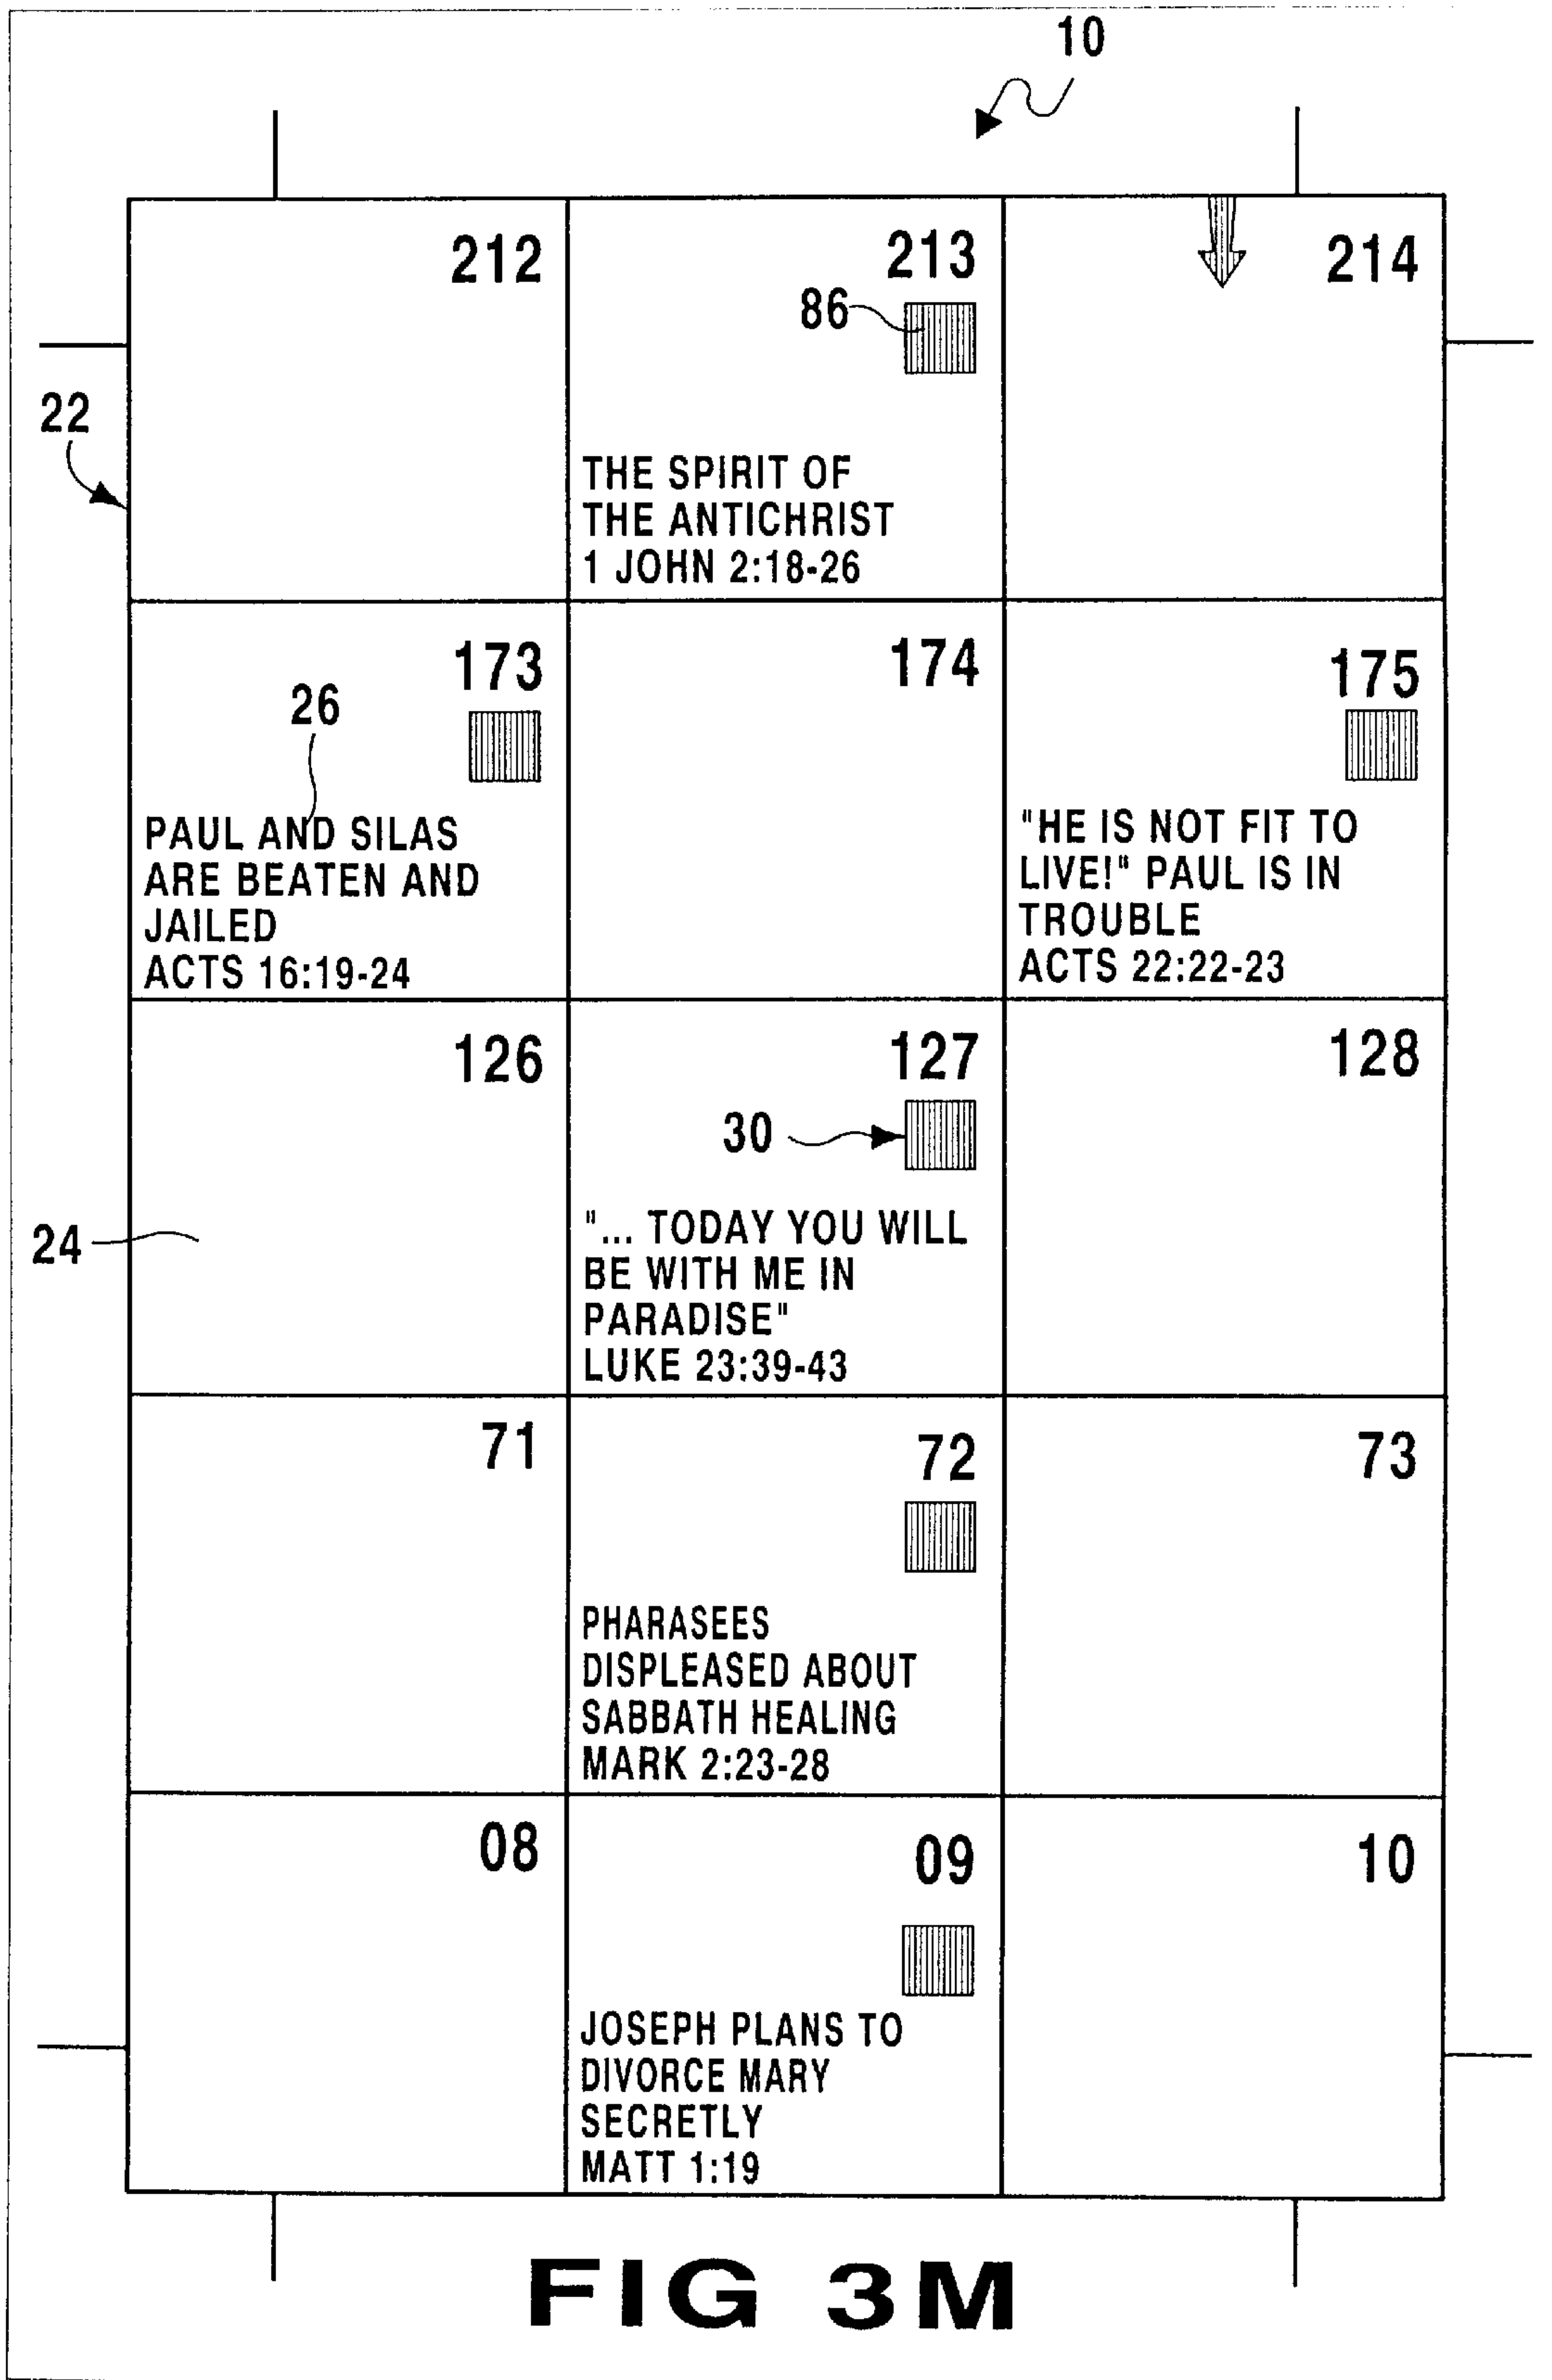 10
212
213
214
86
22
THE SPIRIT OF
THE ANTICHRIST
1 JOHN 2:18-26
173
174
175
26
PAUL AND SILAS
ARE BEATEN AND
JAILED
ACTS 16:19-24
"HE IS NOT FIT TO
LIVE!" PAUL IS IN
TROUBLE
ACTS 22:22-23
126
127
128
30
24
"... TODAY YOU WILL
BE WITH ME IN
PARADISE"
LUKE 23:39-43
71
72
73
PHARASEES
DISPLEASED ABOUT
SABBATH HEALING
MARK 2:23-28
08
09
10
JOSEPH PLANS TO
DIVORCE MARY
SECRETLY
MATT 1:19
FIG 3M